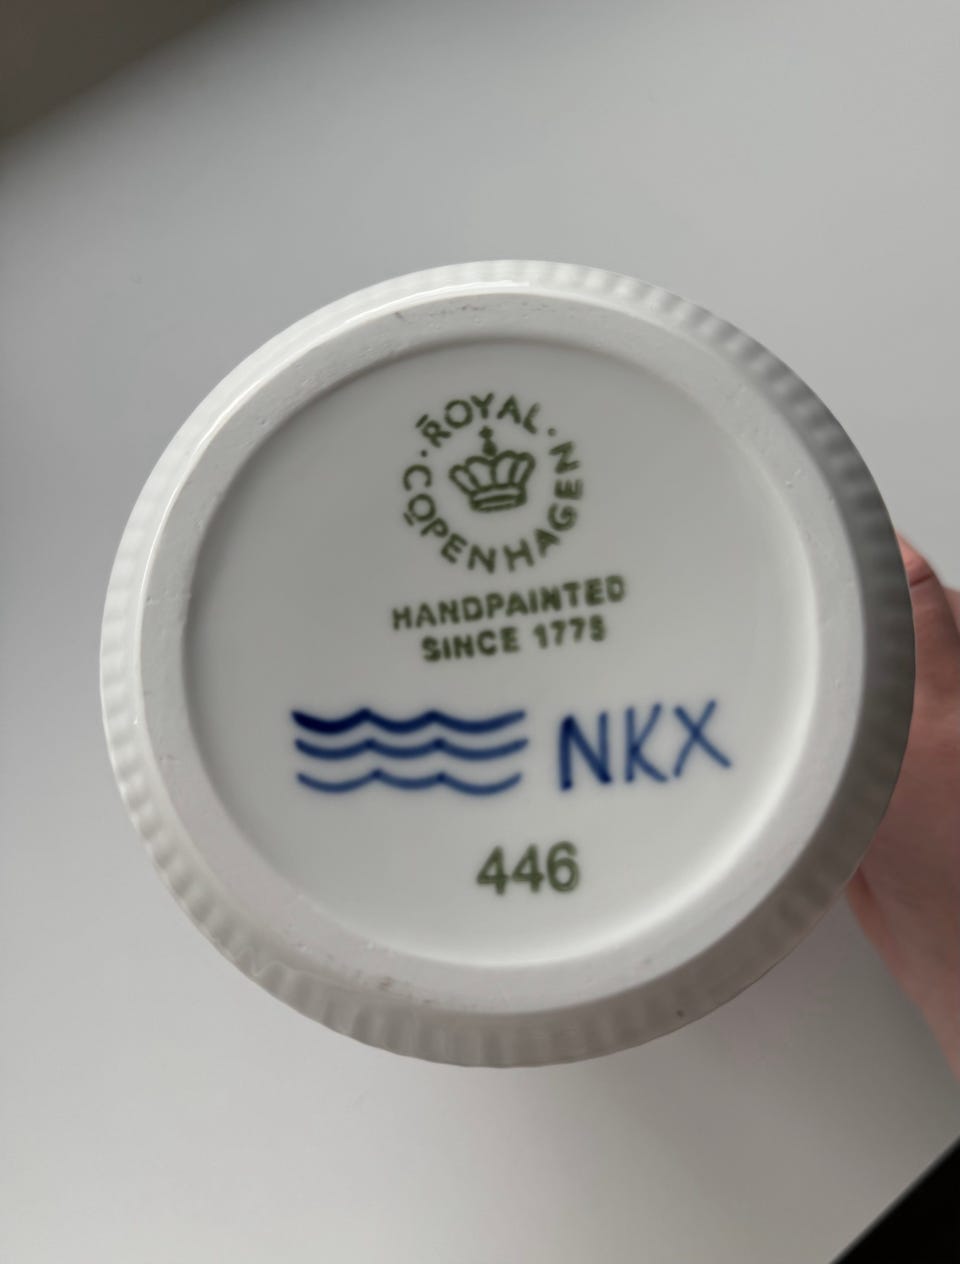 ROYAL · COPENHAGEN ·
HANDPAINTED
SINCE 1775
NKX
446